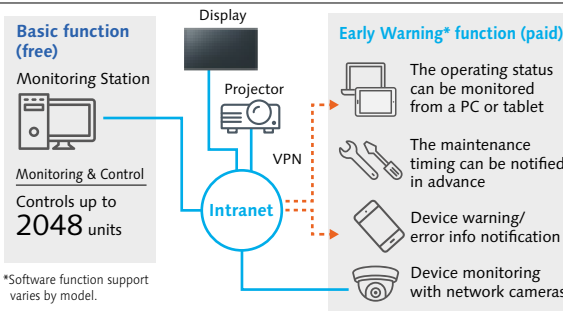 Basic function
(free)
Monitoring Station
Monitoring & Control
Controls up to
2048 units
*Software function support
varies by model.
Display
Projector
VPN
Intranet
Early Warning* function (paid)
The operating status
can be monitored
from a PC or tablet
The maintenance
timing can be notified
in advance
Device warning/
error info notification
Device monitoring
with network cameras